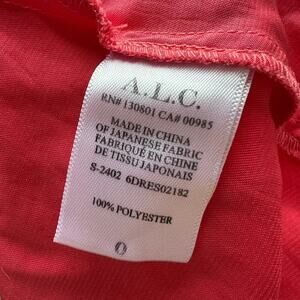 A.L.C.
RN# 130801 CA# 00985
MADE IN CHINA
OF JAPANESE FABRIC
FABRIQUÉ EN CHINE
DE TISSU JAPONAIS
S-2402 6DRES02182
100% POLYESTER